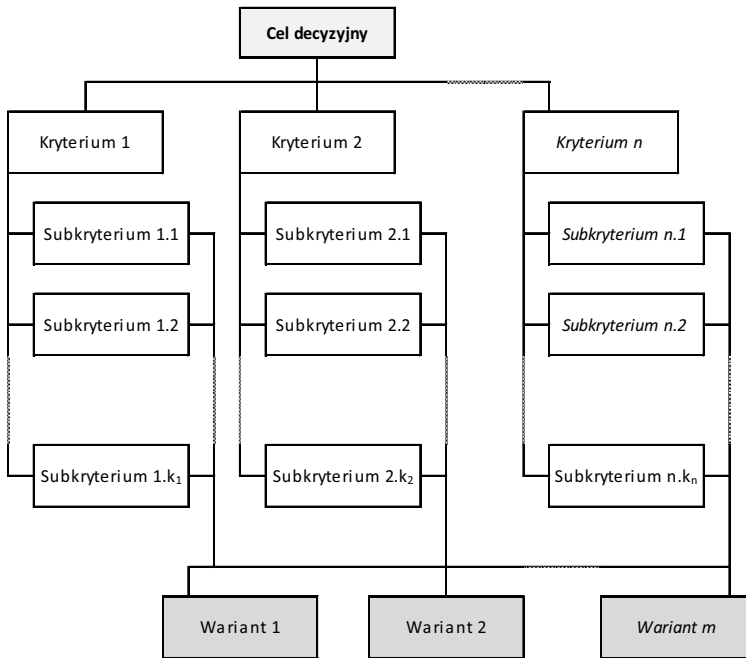 Cel decyzyjny
Kryterium 1
Kryterium 2
Kryterium n
Subkryterium 1.1
Subkryterium 2.1
Subkryterium n.1
Subkryterium 1.2
Subkryterium 2.2
Subkryterium n.2
Subkryterium 1.k₁
Subkryterium 2.k₂
Subkryterium n.kₙ
Wariant 1
Wariant 2
Wariant m